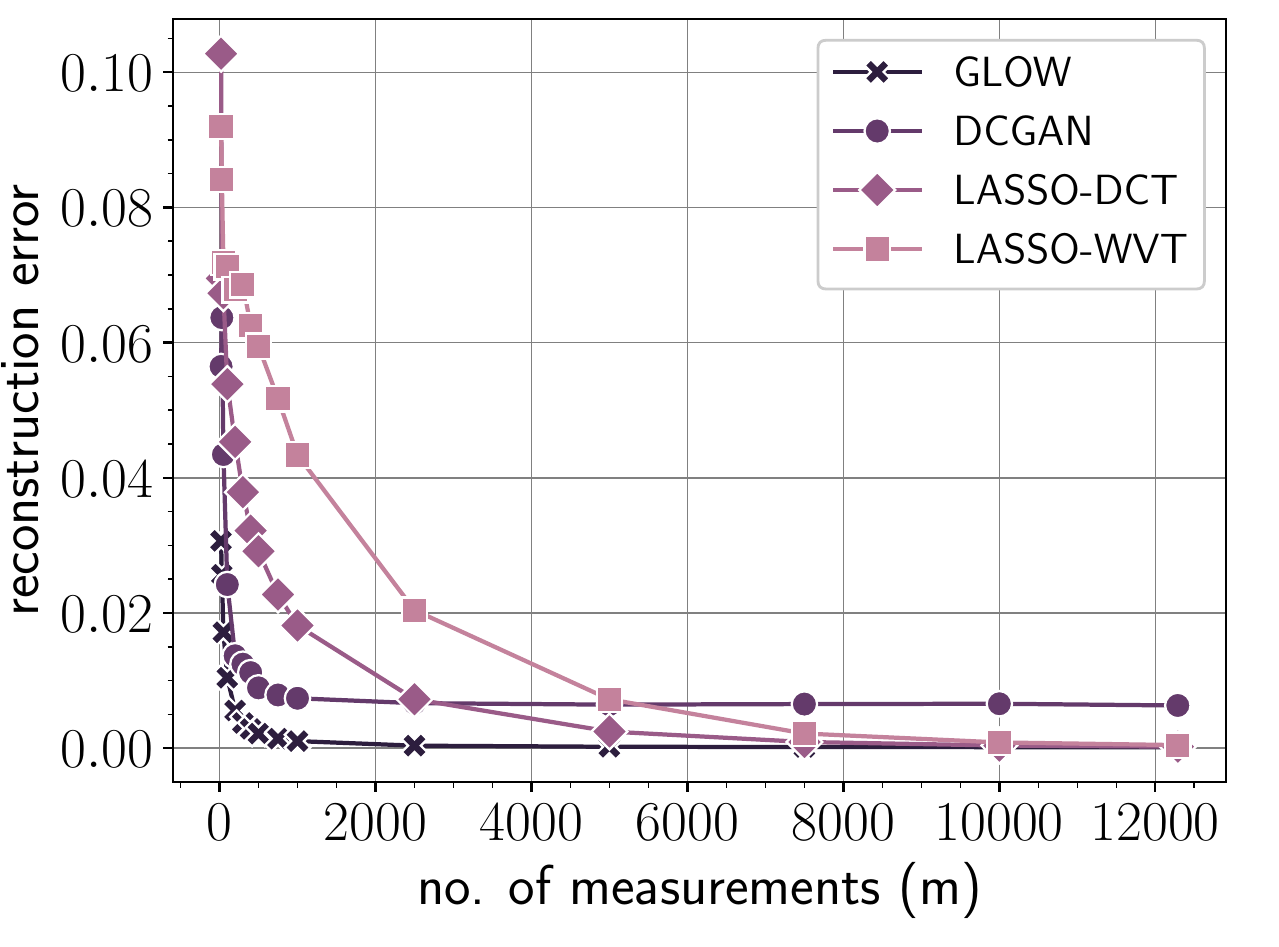 GLOW
DCGAN
LASSO-DCT
LASSO-WVT
0.10
0.08
0.06
0.04
0.02
0.00
reconstruction error
0 2000 4000 6000 8000 10000 12000
no. of measurements (m)